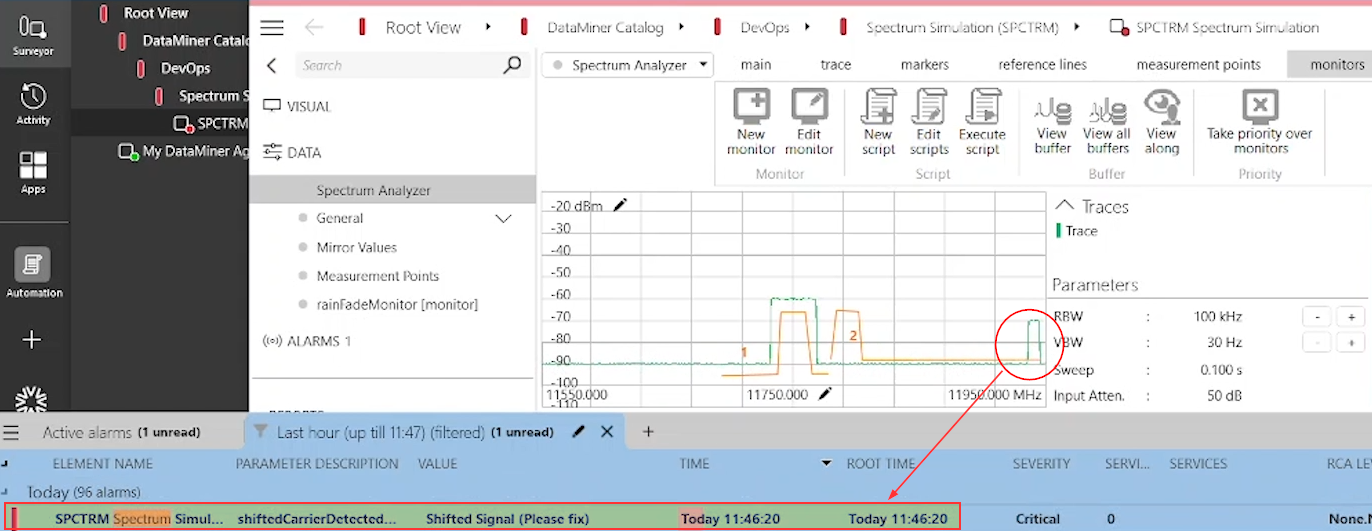 Surveyor
Activity
Apps
Automation
Root View
DataMiner Catalo
DevOps
Spectrum S
SPCTRM
My DataMiner Ag
Root View
DataMiner Catalog
DevOps
Spectrum Simulation (SPCTRM)
SPCTRM Spectrum Simulation
Search
VISUAL
DATA
Spectrum Analyzer
General
Mirror Values
Measurement Points
rainFadeMonitor [monitor]
ALARMS 1
Spectrum Analyzer
main
trace
markers
reference lines
measurement points
monitors
New monitor
Edit monitor
Monitor
New script
Edit scripts
Execute script
Script
View buffer
View all buffers
View along
Buffer
Take priority over monitors
Priority
-20 dBm
-30
-40
-50
-60
-70
-80
-90
-100
-110
1
2
11550.000
11750.000
11950.000 MHz
Traces
Trace
Parameters
RBW : 100 kHz - +
VBW : 30 Hz - +
Sweep : 0.100 s
Input Atten. : 50 dB
Active alarms (1 unread)
Last hour (up till 11:47) (filtered) (1 unread)
ELEMENT NAME PARAMETER DESCRIPTION VALUE TIME ROOT TIME SEVERITY SERVI... SERVICES RCA LE
Today (96 alarms)
SPCTRM Spectrum Simul... shiftedCarrierDetected... Shifted Signal (Please fix) Today 11:46:20 Today 11:46:20 Critical 0 None N